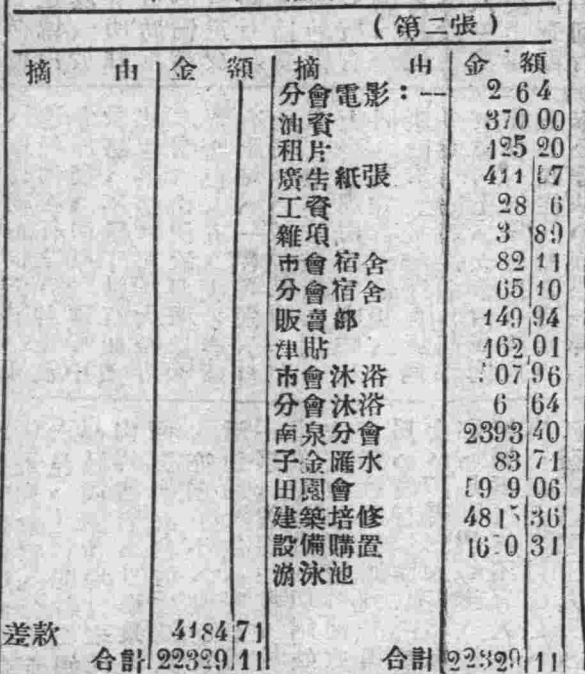 （第二張）
摘　由　金　額　摘　由　金　額
分會電影：—　2 64
油資　370 00
租片　125 20
廣告紙張　411
工資　28 6
雜項　3 89
市會宿舍　82 11
分會宿舍　65 10
販賣部　149 94
津貼　162 01
市會沐浴　07 96
分會沐浴　6 64
南泉分會　2393 40
子金匯水　83 71
田園會　9 9 06
建築培修　481 36
設備購置　16 0 31
游泳池
差款　4184 71
合計　22329 11　合計　22329 11